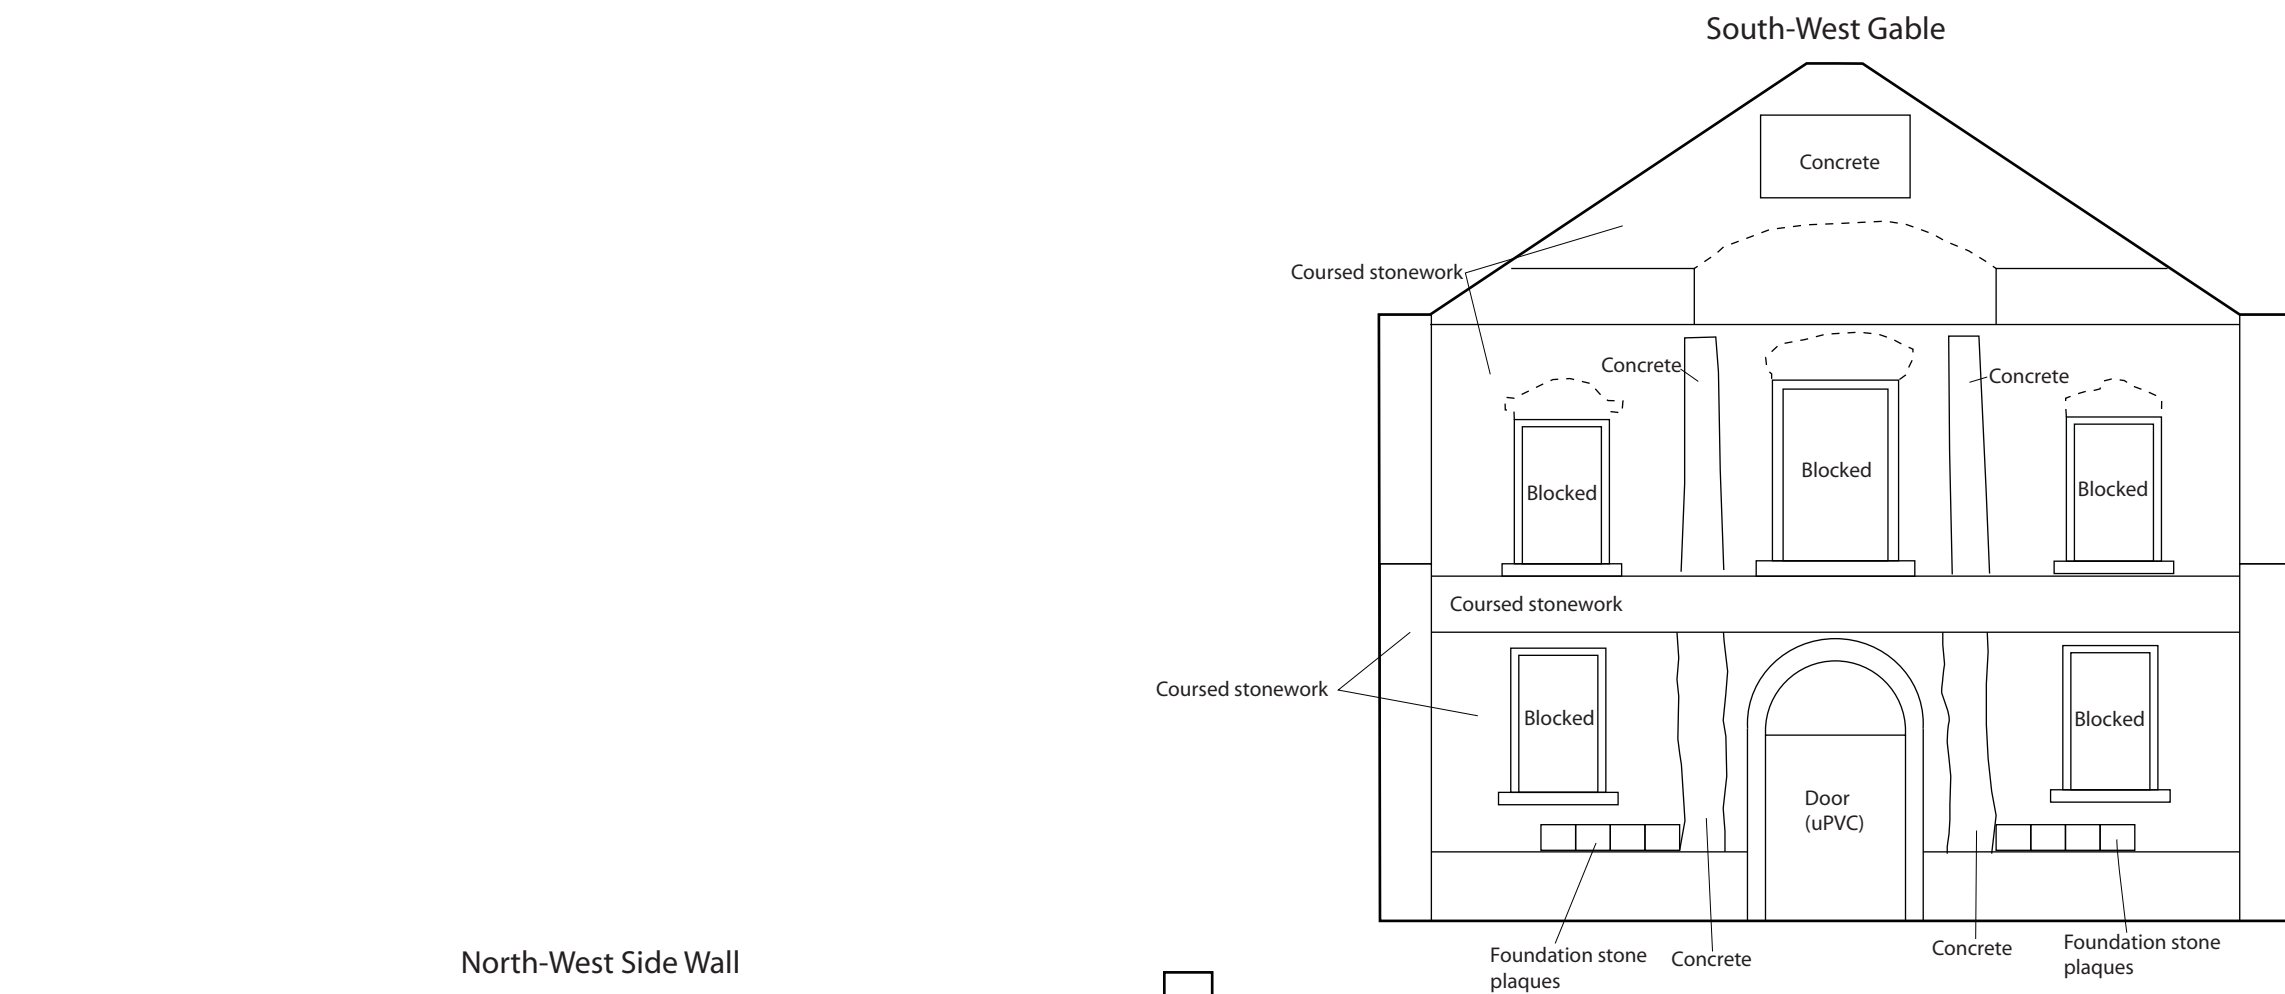 South-West Gable
Concrete
Coursed stonework
Concrete
Concrete
Blocked
Blocked
Blocked
Coursed stonework
Coursed stonework
Blocked
Blocked
Door
(uPVC)
Foundation stone
plaques
Concrete
Concrete
Foundation stone
plaques
North-West Side Wall